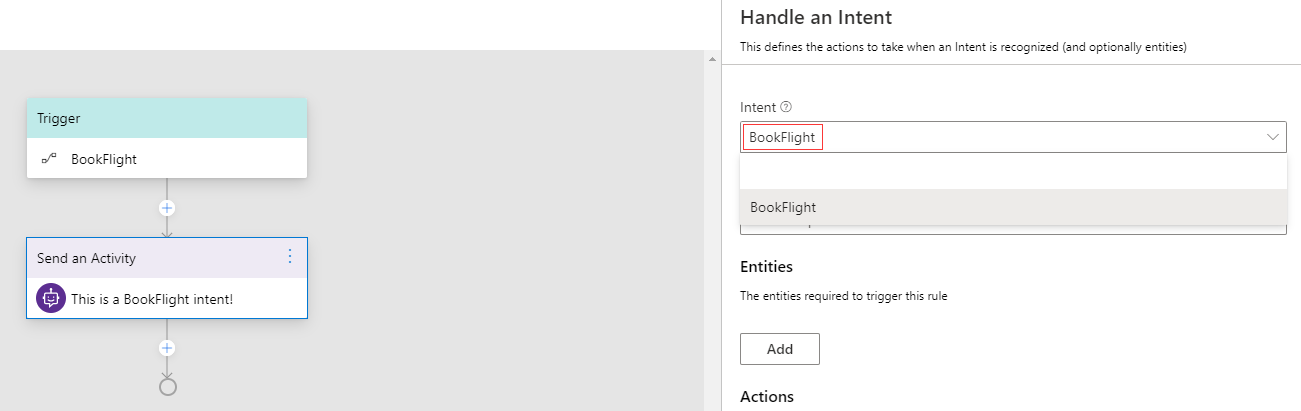 Trigger
BookFlight
Send an Activity
This is a BookFlight intent!
Handle an Intent
This defines the actions to take when an Intent is recognized (and optionally entities)
Intent
BookFlight
BookFlight
Entities
The entities required to trigger this rule
Add
Actions